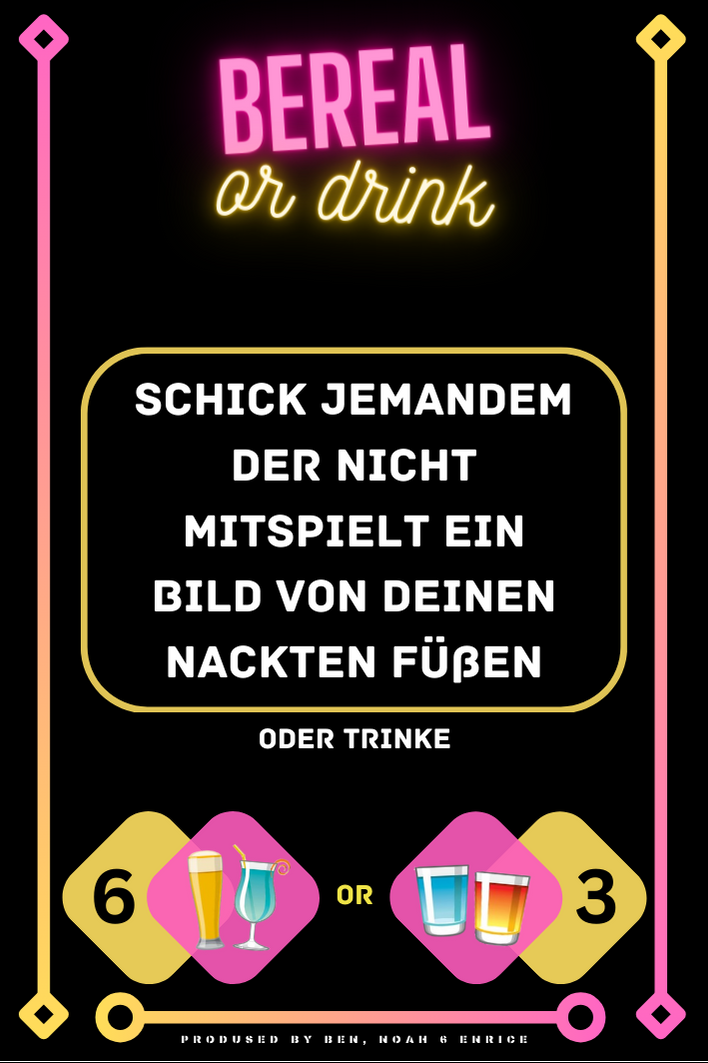 BEREAL
or drink
SCHICK JEMANDEM
DER NICHT
MITSPIELT EIN
BILD VON DEINEN
NACKTEN FÜßEN
ODER TRINKE
6 OR 3
PRODUSED BY BEN, NOAH 6 ENRICE